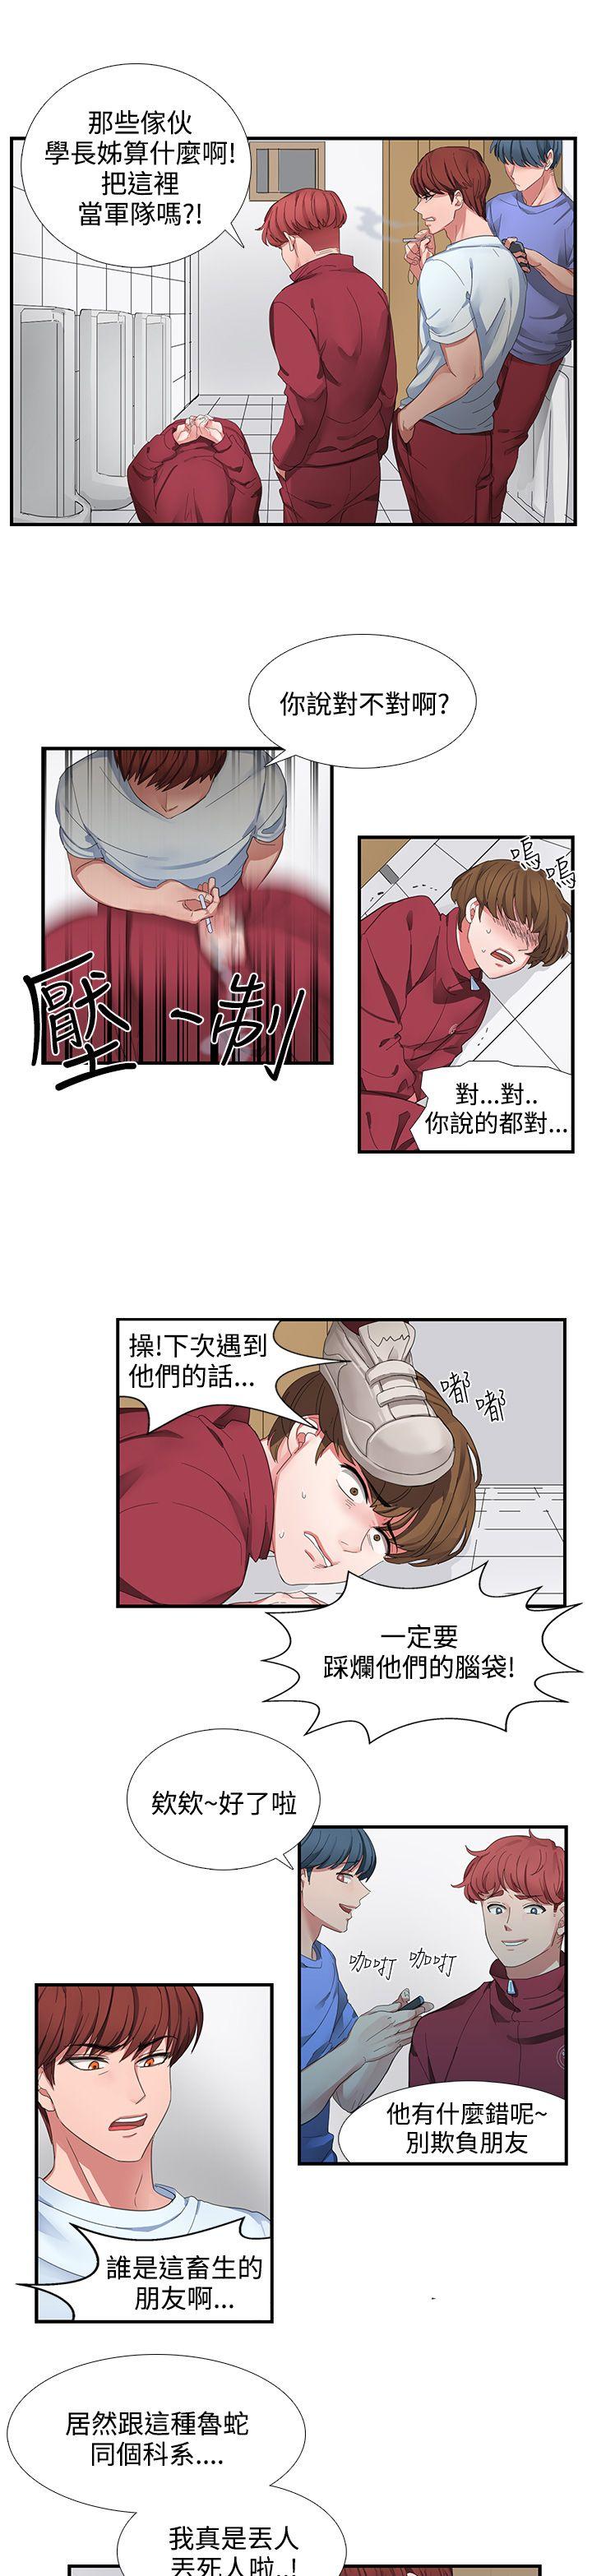 那些傢伙
學長姊算什麼啊!
把這裡
當軍隊嗎?!
你說對不對啊?
壓一制
嗚
嗚
對...對..
你說的都對...
操!下次遇到
他們的話...
嘟
嘟
一定要
踩爛他們的腦袋!
欸欸~好了啦
咖啦 咖啦
他有什麼錯呢~
別欺負朋友
誰是這畜生的
朋友啊...
居然跟這種魯蛇
同個科系....
我真是丟人
丟死人啦..!